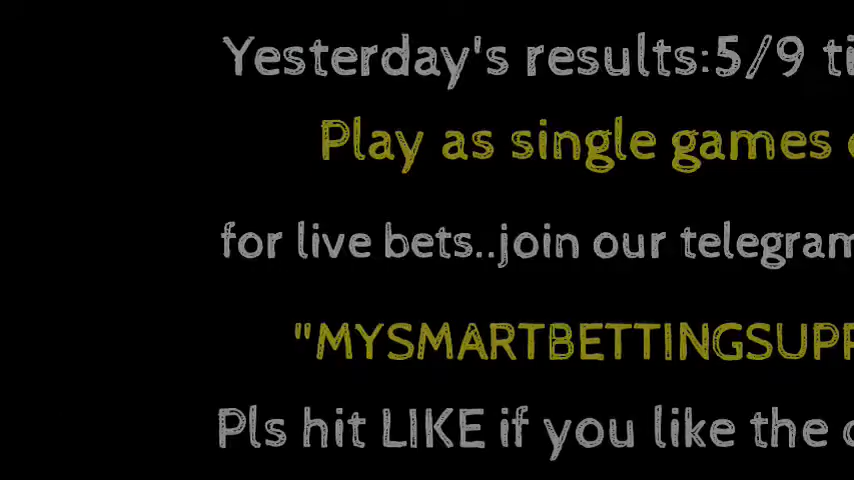 Yesterday's results:5/9 ti
Play as single games
for live bets..join our telegram
"MYSMARTBETTINGSUPP
Pls hit LIKE if you like the